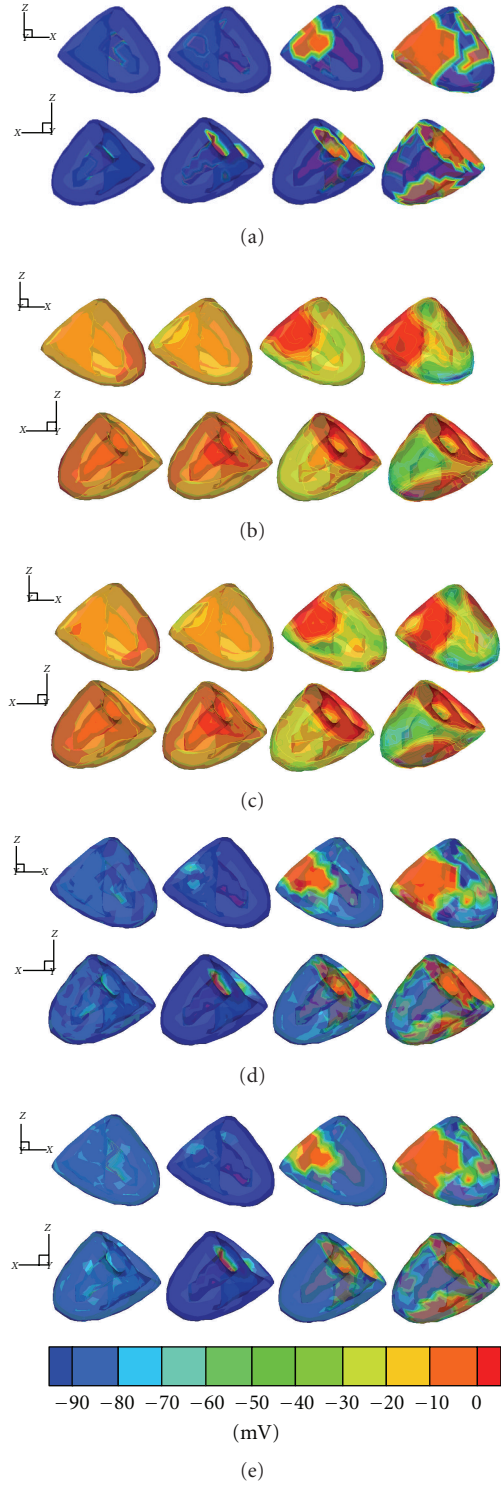 Z
Y X
Z
X Y
(a)
Z
Y X
Z
X Y
(b)
Z
Y X
Z
X Y
(c)
Z
Y X
Z
X Y
(d)
Z
Y X
Z
X Y
−90 −80 −70 −60 −50 −40 −30 −20 −10 0
(mV)
(e)